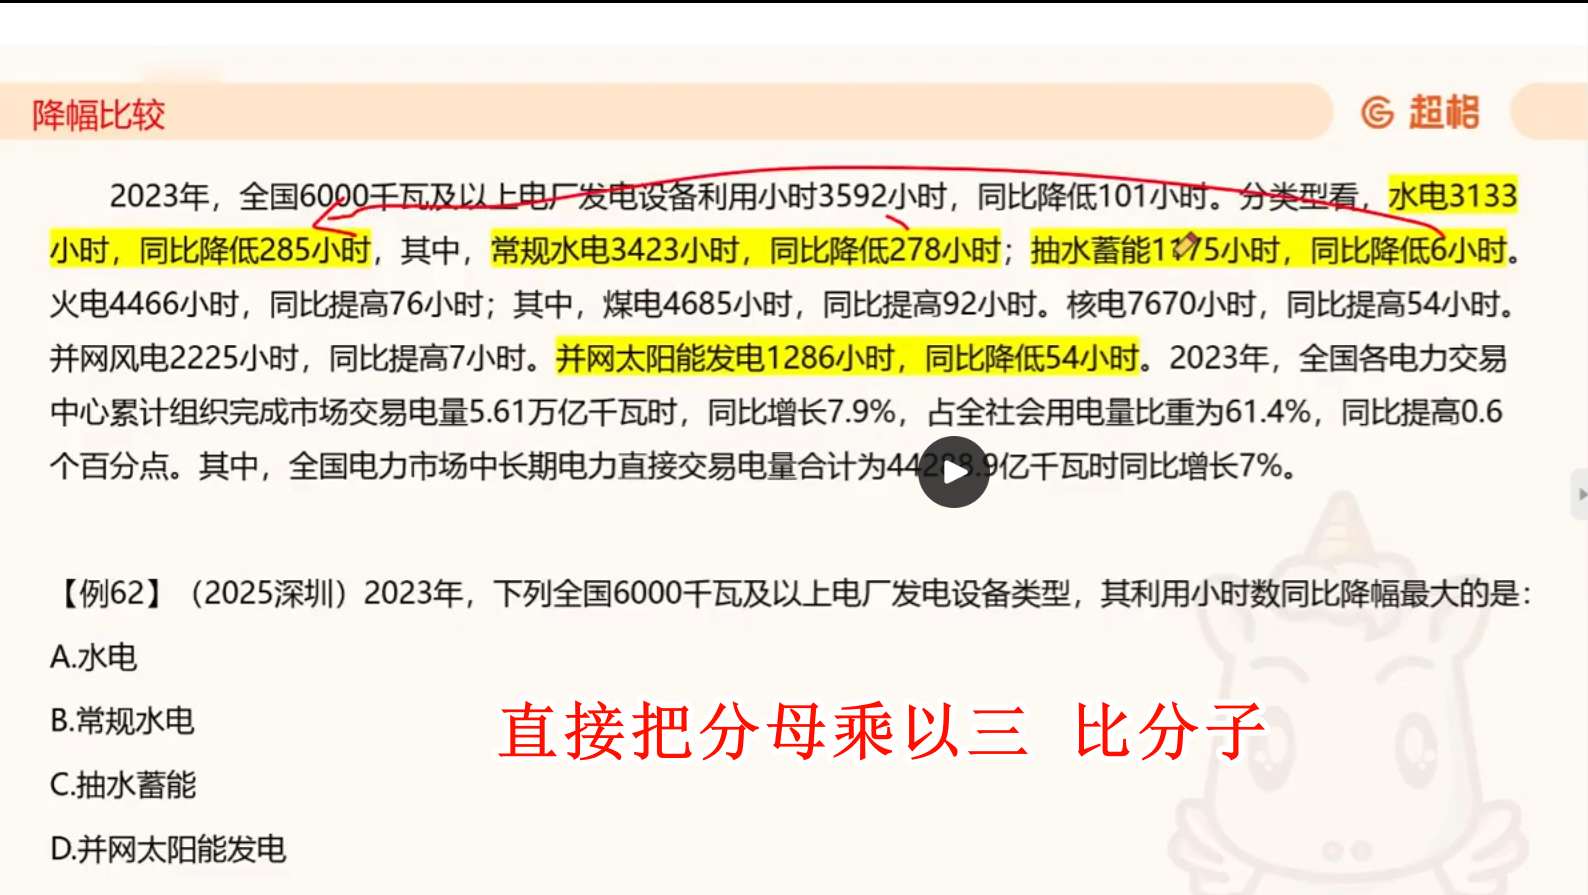 降幅比较
超格
2023年，全国6000千瓦及以上电厂发电设备利用小时3592小时，同比降低101小时。分类型看，水电3133
小时，同比降低285小时，其中，常规水电3423小时，同比降低278小时；抽水蓄能1175小时，同比降低6小时。
火电4466小时，同比提高76小时；其中，煤电4685小时，同比提高92小时。核电7670小时，同比提高54小时。
并网风电2225小时，同比提高7小时。并网太阳能发电1286小时，同比降低54小时。2023年，全国各电力交易
中心累计组织完成市场交易电量5.61万亿千瓦时，同比增长7.9%，占全社会用电量比重为61.4%，同比提高0.6
个百分点。其中，全国电力市场中长期电力直接交易电量合计为44288.9亿千瓦时同比增长7%。
【例62】（2025深圳）2023年，下列全国6000千瓦及以上电厂发电设备类型，其利用小时数同比降幅最大的是：
A.水电
B.常规水电
直接把分母乘以三 比分子
C.抽水蓄能
D.并网太阳能发电